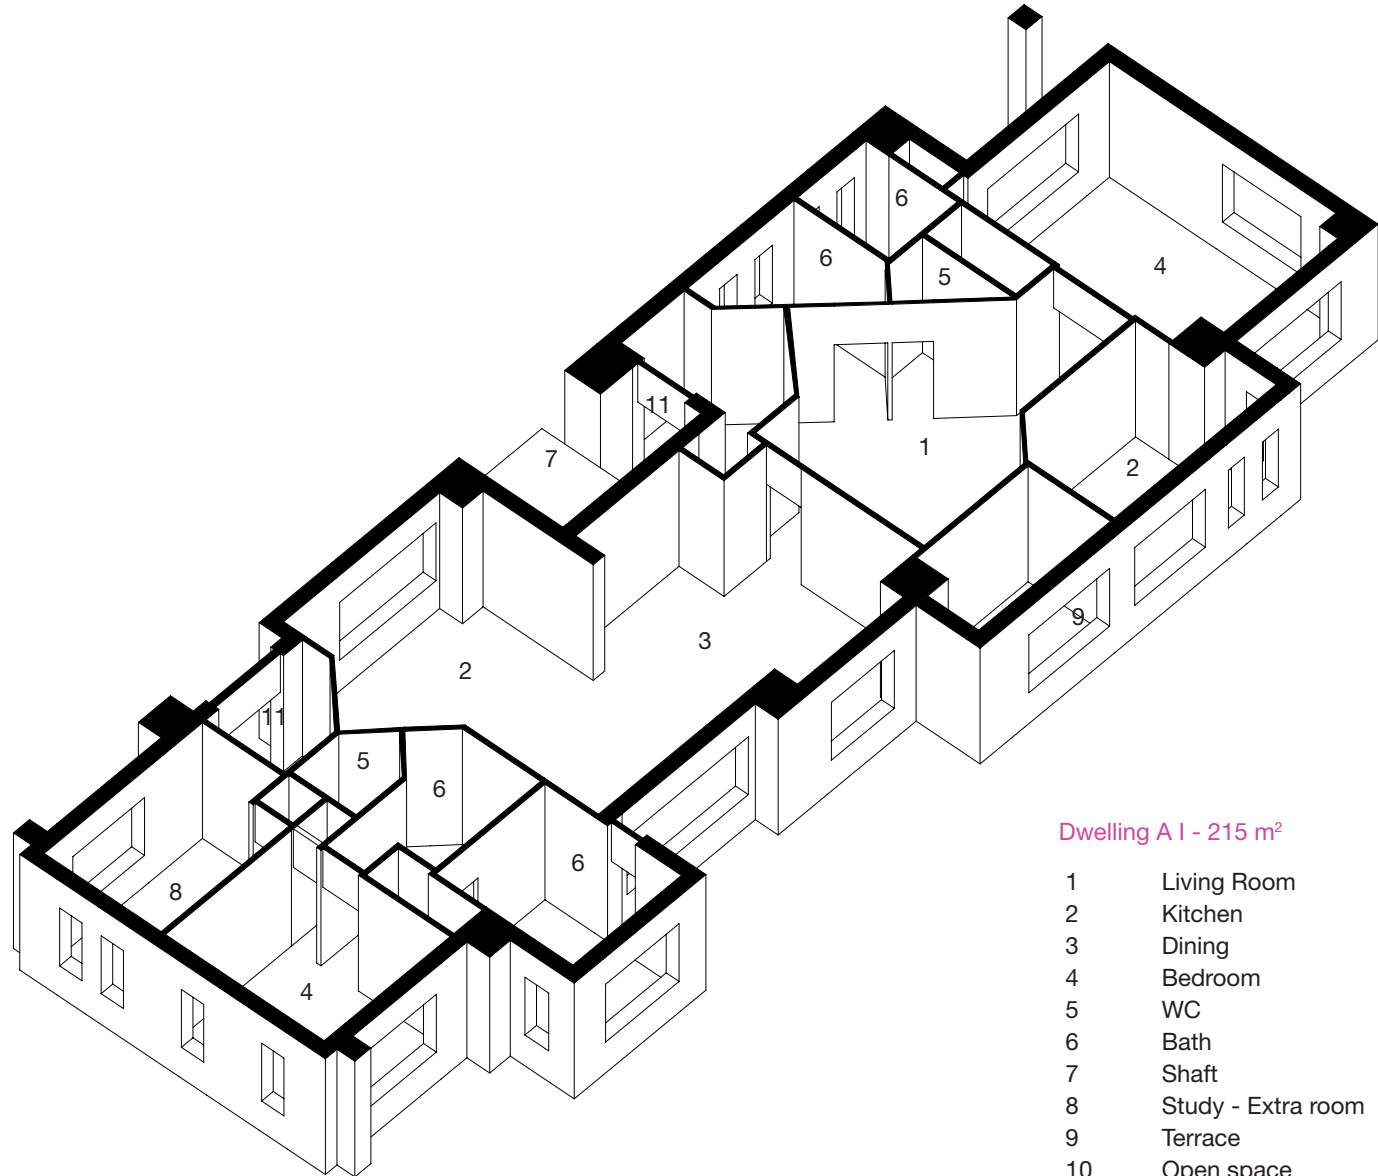 6
4
6
5
11
1
7
2
9
3
2
11
5
6
6
8
4
Dwelling A I - 215 m²
1 Living Room
2 Kitchen
3 Dining
4 Bedroom
5 WC
6 Bath
7 Shaft
8 Study - Extra room
9 Terrace
10 Open space